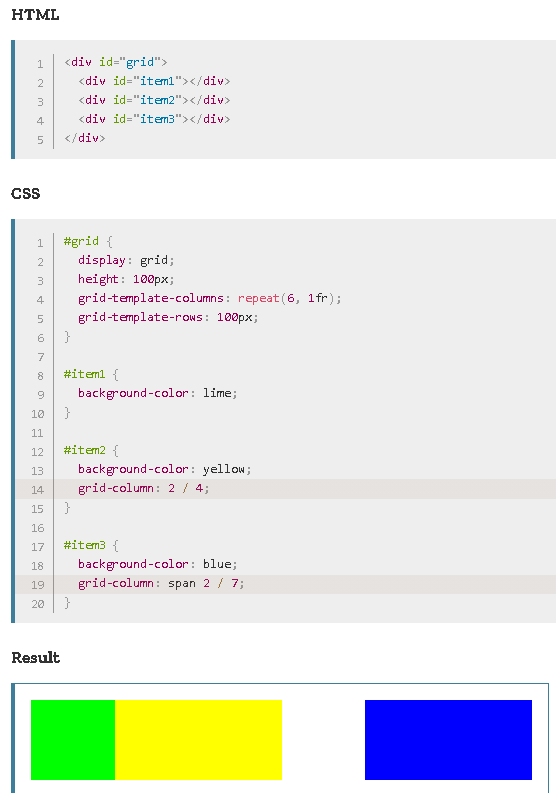 HTML
1 <div id="grid">
2   <div id="item1"></div>
3   <div id="item2"></div>
4   <div id="item3"></div>
5 </div>
CSS
1 #grid {
2   display: grid;
3   height: 100px;
4   grid-template-columns: repeat(6, 1fr);
5   grid-template-rows: 100px;
6 }
7
8 #item1 {
9   background-color: lime;
10 }
11
12 #item2 {
13   background-color: yellow;
14   grid-column: 2 / 4;
15 }
16
17 #item3 {
18   background-color: blue;
19   grid-column: span 2 / 7;
20 }
Result